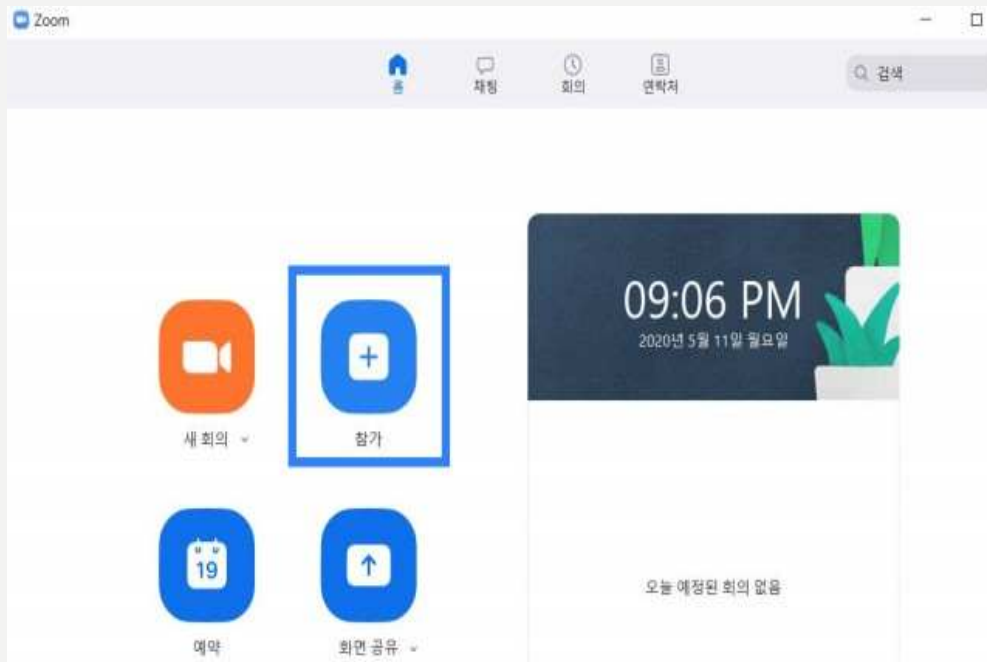 Zoom
홈
채팅
회의
연락처
검색
09:06 PM
2020년 5월 11일 월요일
새 회의
참가
19
예약
화면 공유
오늘 예정된 회의 없음